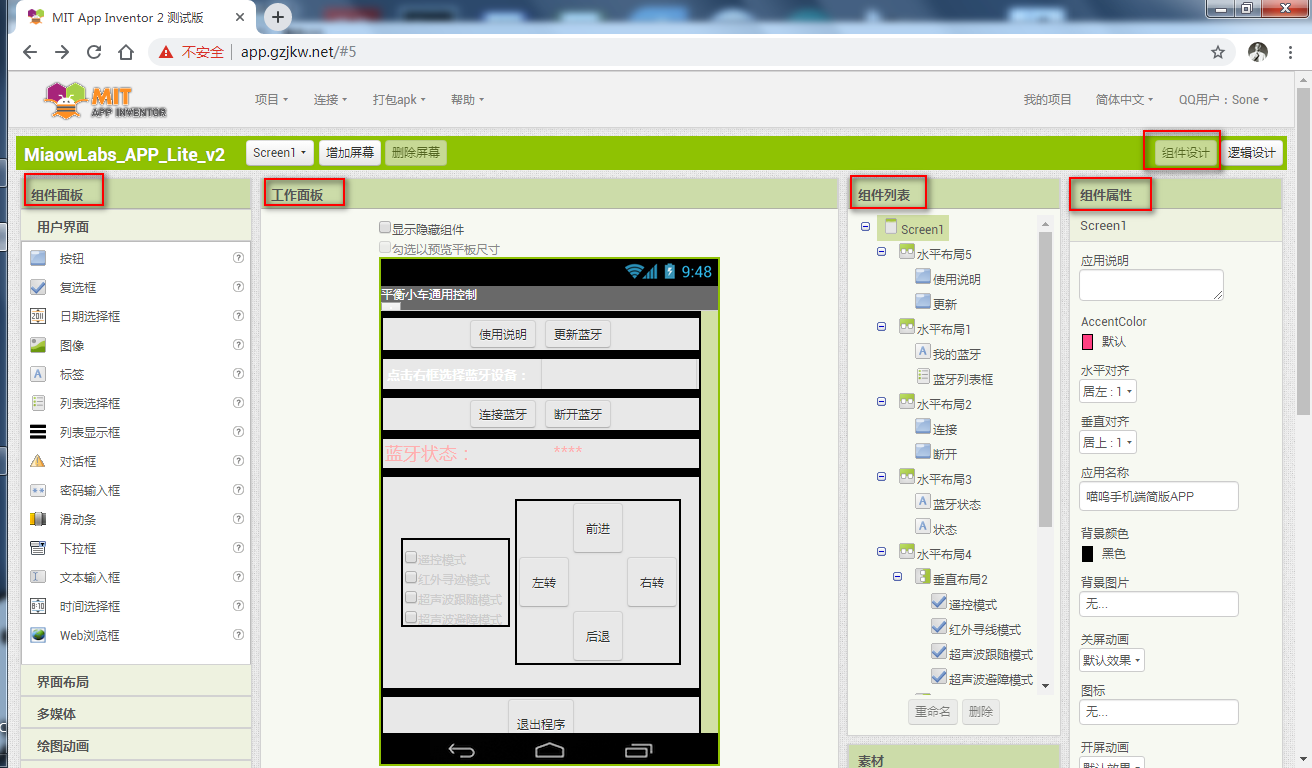 MIT App Inventor 2 测试版
不安全 app.gzjkw.net/#5
MIT
APP INVENTOR
项目 连接 打包apk 帮助 我的项目 简体中文 QQ用户：Sone
MiaowLabs_APP_Lite_v2 Screen1 增加屏幕 删除屏幕 组件设计 逻辑设计
组件面板
用户界面
按钮
复选框
日期选择框
图像
标签
列表选择框
列表显示框
对话框
密码输入框
滑动条
下拉框
文本输入框
时间选择框
Web浏览框
界面布局
多媒体
绘图动画
工作面板
显示隐藏组件
勾选以预览平板尺寸
9:48
平衡小车通用控制
使用说明 更新蓝牙
点击右框选择蓝牙设备：
连接蓝牙 断开蓝牙
蓝牙状态： ****
遥控模式
红外寻迹模式
超声波跟随模式
超声波避障模式
前进
左转 右转
后退
退出程序
组件列表
Screen1
水平布局5
使用说明
更新
水平布局1
我的蓝牙
蓝牙列表框
水平布局2
连接
断开
水平布局3
蓝牙状态
状态
水平布局4
垂直布局2
遥控模式
红外寻线模式
超声波跟随模式
超声波避障模式
重命名 删除
素材
组件属性
Screen1
应用说明
AccentColor
默认
水平对齐
居左 : 1
垂直对齐
居上 : 1
应用名称
喵呜手机端简版APP
背景颜色
黑色
背景图片
无...
关屏动画
默认效果
图标
无...
开屏动画
默认效果